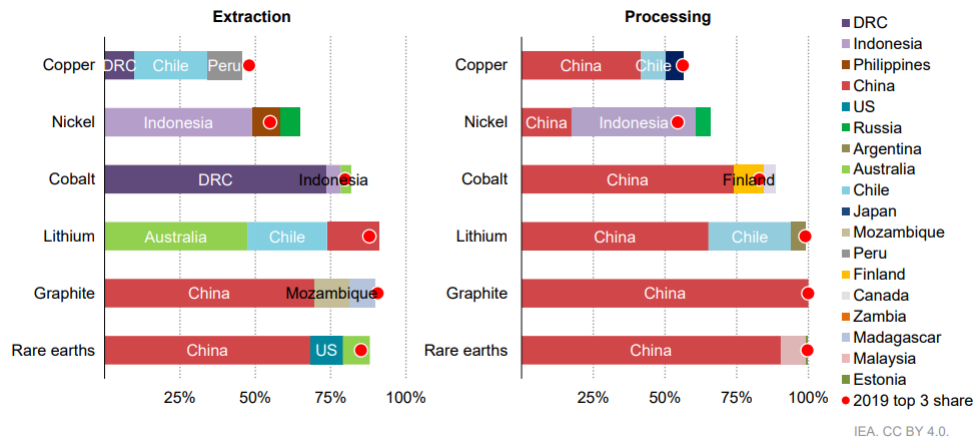 Extraction
Processing
Copper
DRC
Chile
Peru
Nickel
Indonesia
Cobalt
DRC
Indonesia
Lithium
Australia
Chile
Graphite
China
Mozambique
Rare earths
China
US
25%
50%
75%
100%
Copper
China
Chile
Nickel
China
Indonesia
Cobalt
China
Finland
Lithium
China
Chile
Graphite
China
Rare earths
China
25%
50%
75%
100%
DRC
Indonesia
Philippines
China
US
Russia
Argentina
Australia
Chile
Japan
Mozambique
Peru
Finland
Canada
Zambia
Madagascar
Malaysia
Estonia
2019 top 3 share
IEA. CC BY 4.0.